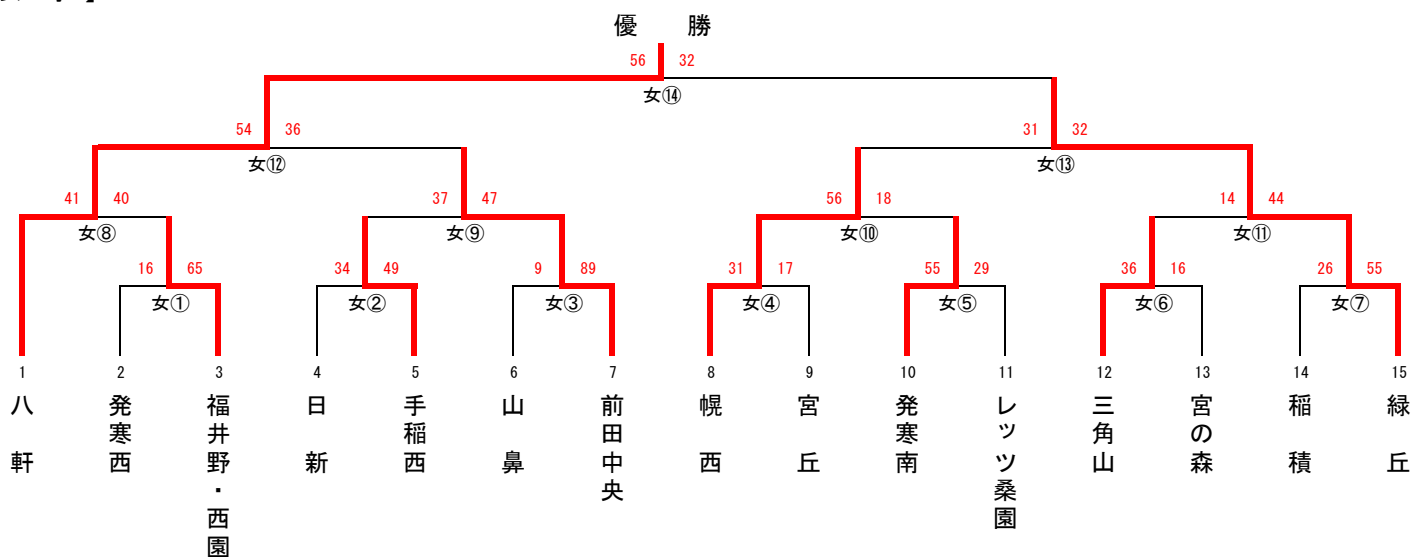 優 勝
56 32
女⑭
54 36 31 32
女⑫ 女⑬
41 40 37 47 56 18 14 44
女⑧ 女⑨ 女⑩ 女⑪
16 65 34 49 9 89 31 17 55 29 36 16 26 55
女① 女② 女③ 女④ 女⑤ 女⑥ 女⑦
1 2 3 4 5 6 7 8 9 10 11 12 13 14 15
八軒
発寒西
福井野・西園
日新
手稲西
山鼻
前田中央
幌西
宮丘
発寒南
レッツ桑園
三角山
宮の森
稲積
緑丘